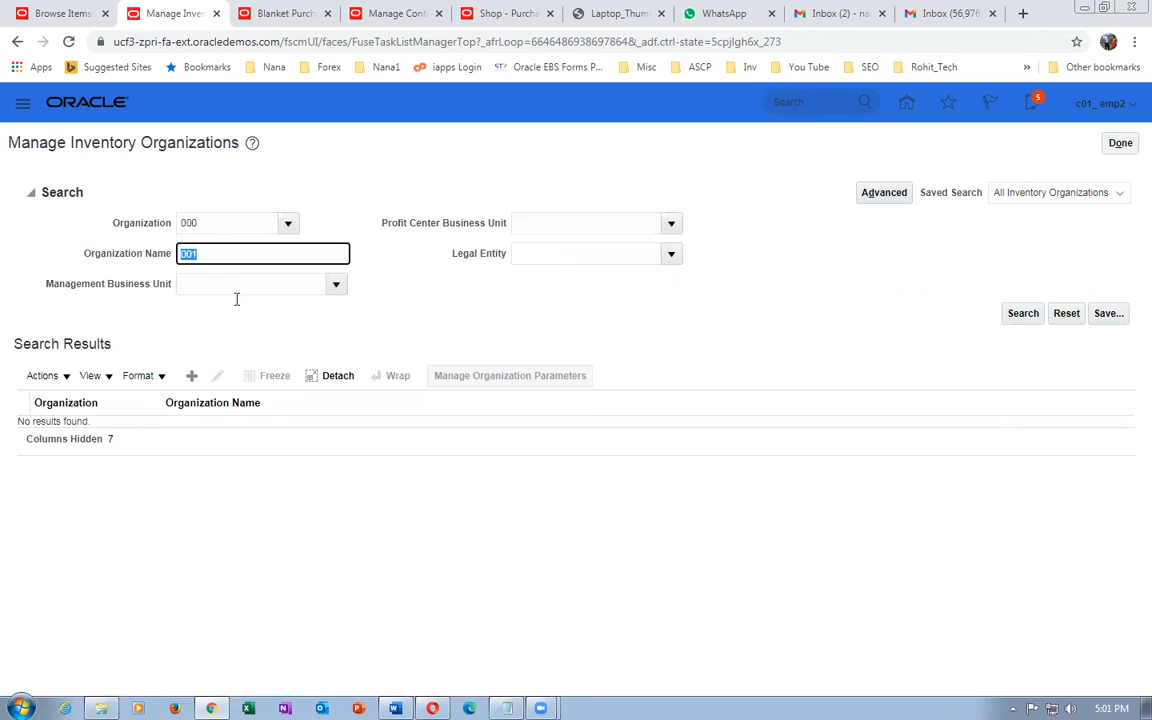 Browse Items
Manage Inver
Blanket Purch
Manage Cont
Shop - Purcha
Laptop_Thum
WhatsApp
Inbox (2) - na
Inbox (56,976
ucf3-zpri-fa-ext.oracledemos.com/fscmUI/faces/FuseTaskListManagerTop?_afrLoop=6646486938697864&_adf.ctrl-state=5cpjlgh6x_273
Apps
Suggested Sites
Bookmarks
Nana
Forex
Nana1
iapps Login
Oracle EBS Forms P...
Misc
ASCP
Inv
You Tube
SEO
Rohit_Tech
»
Other bookmarks
ORACLE
Search
5
c01_emp2
Manage Inventory Organizations
Done
Search
Advanced
Saved Search
All Inventory Organizations
Organization 000
Profit Center Business Unit
Organization Name 001
Legal Entity
Management Business Unit
Search
Reset
Save...
Search Results
Actions
View
Format
Freeze
Detach
Wrap
Manage Organization Parameters
Organization
Organization Name
No results found.
Columns Hidden 7
5:01 PM